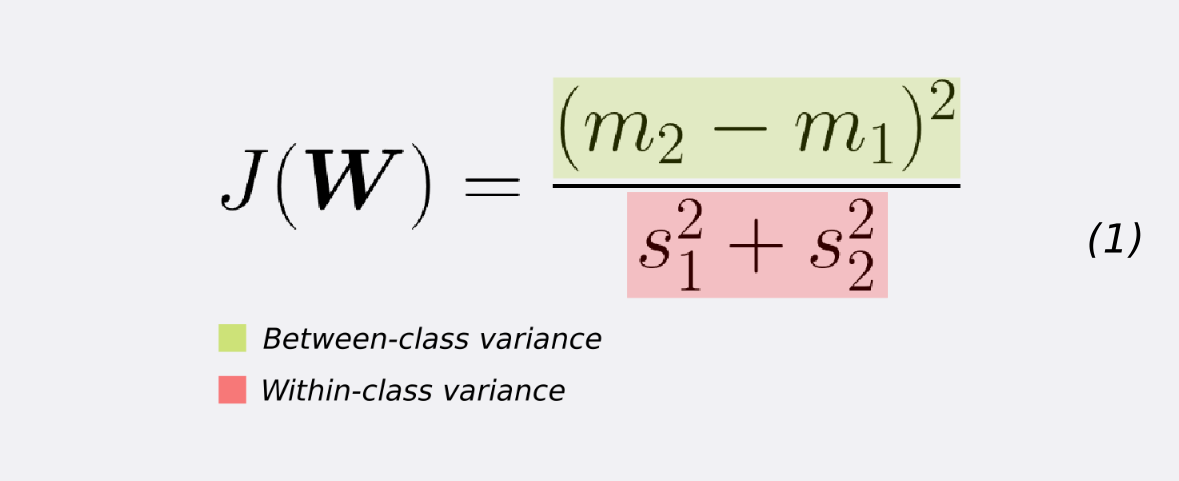 J(W) = (m₂ − m₁)² / s₁² + s₂²
(1)
Between-class variance
Within-class variance